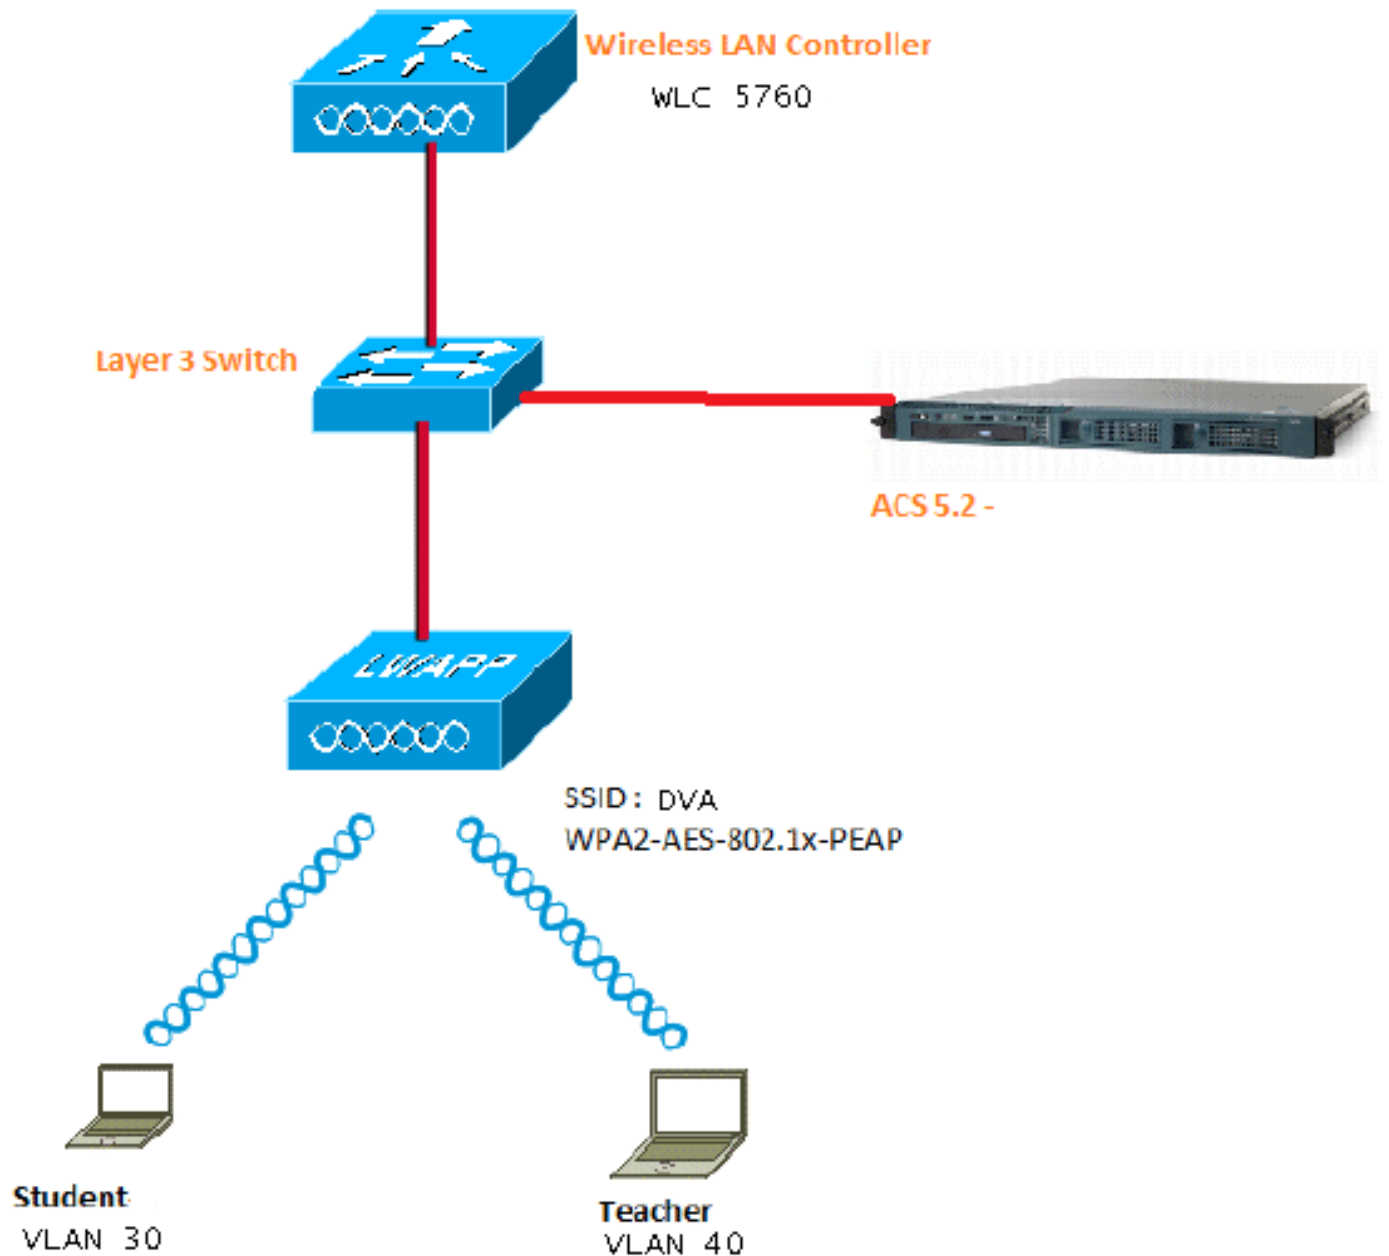 Wireless LAN Controller
WLC 5760
Layer 3 Switch
ACS 5.2 -
LWAPP
SSID : DVA
WPA2-AES-802.1x-PEAP
Student
VLAN 30
Teacher
VLAN 40